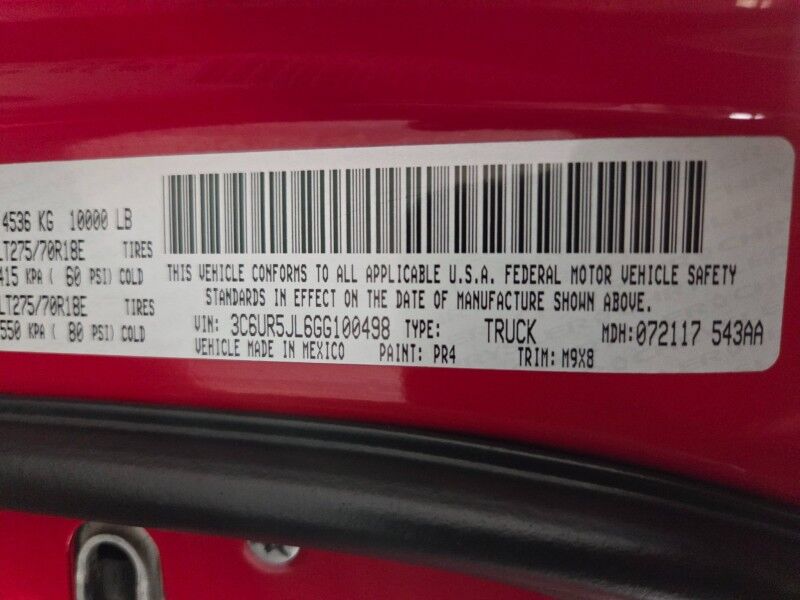 4536 KG 10000 LB
LT275/70R18E TIRES
415 KPA ( 60 PSI) COLD
LT275/70R18E TIRES
550 KPA ( 80 PSI) COLD
THIS VEHICLE CONFORMS TO ALL APPLICABLE U.S.A. FEDERAL MOTOR VEHICLE SAFETY
STANDARDS IN EFFECT ON THE DATE OF MANUFACTURE SHOWN ABOVE.
VIN: 3C6UR5JL6GG100498 TYPE: TRUCK MDH:072117 543AA
VEHICLE MADE IN MEXICO PAINT: PR4 TRIM: M9X8